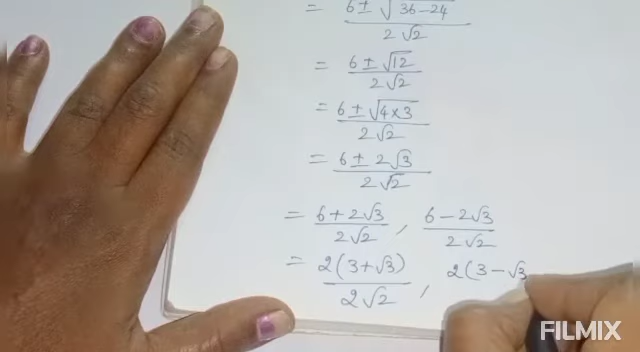 = 6 ± √36-24 / 2√2
= 6 ± √12 / 2√2
= 6 ± √4×3 / 2√2
= 6 ± 2√3 / 2√2
= 6 + 2√3 / 2√2 , 6 - 2√3 / 2√2
= 2(3+√3) / 2√2 , 2(3-√3
FILMIX